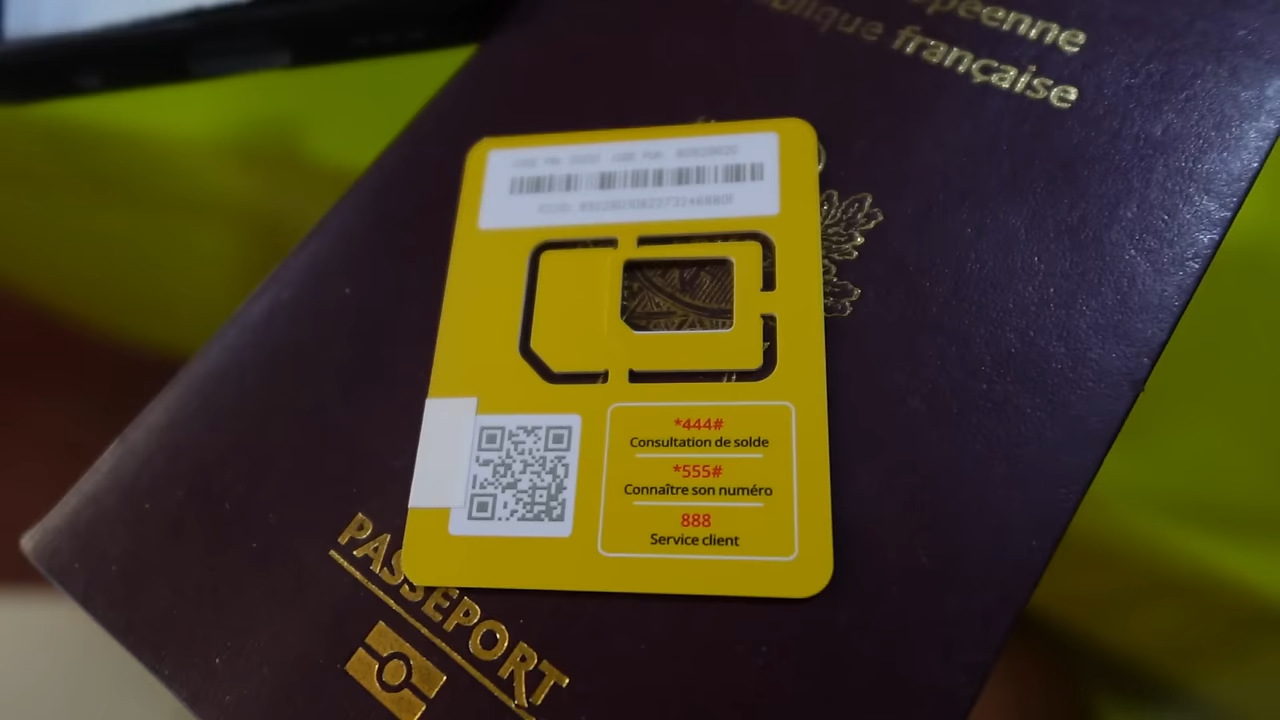 péenne
blique française
*444#
Consultation de solde
*555#
Connaître son numéro
888
Service client
PASSEPORT